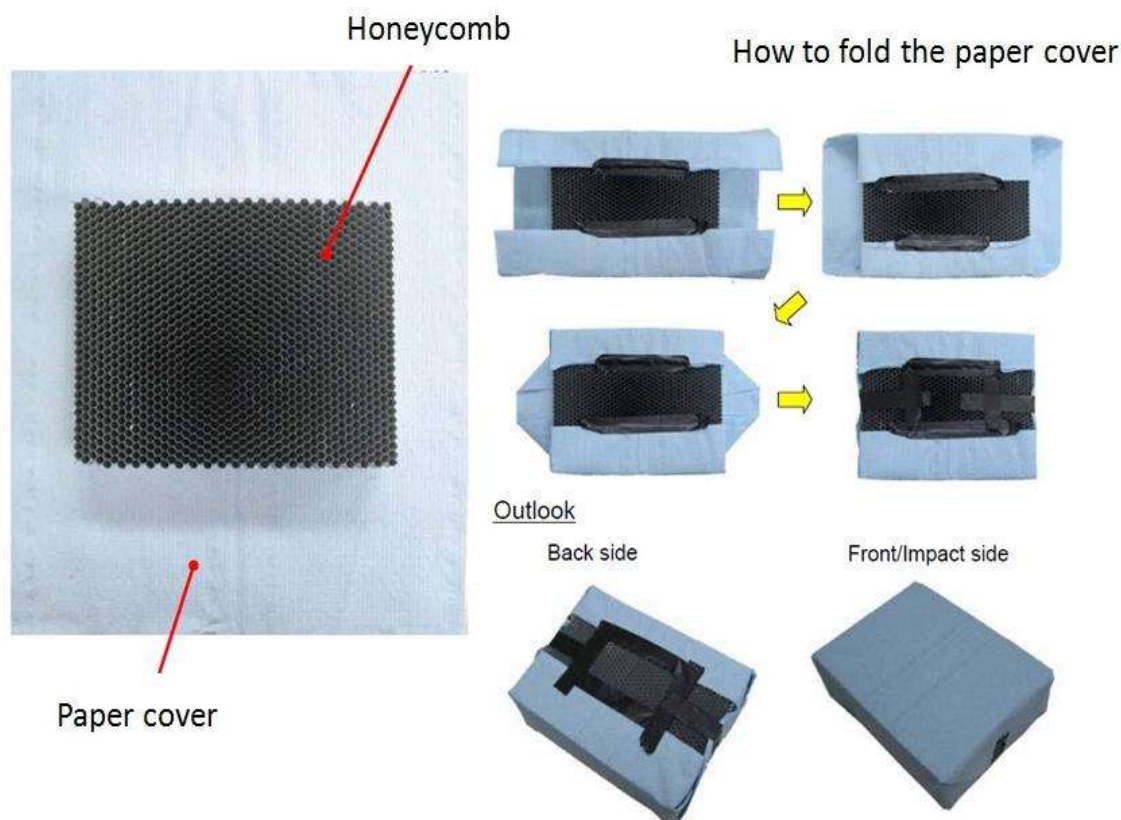 Honeycomb
How to fold the paper cover
Outlook
Back side
Front/Impact side
Paper cover